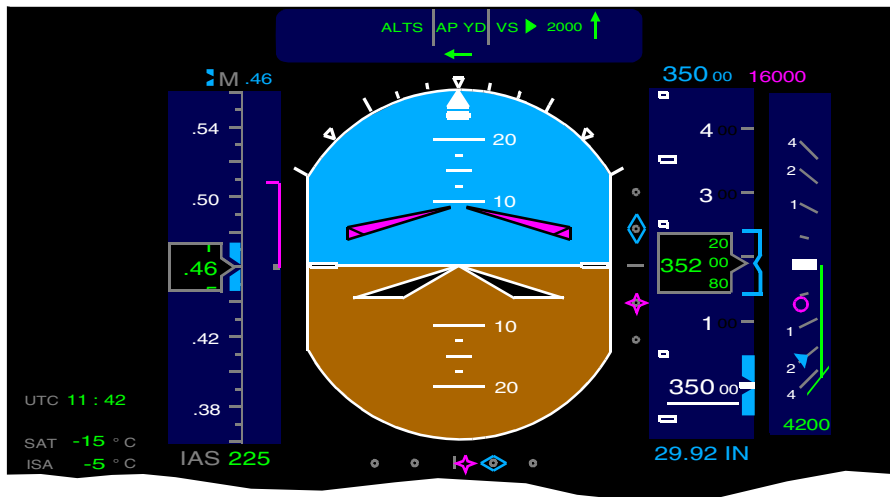 ALTS AP YD VS 2000
M .46 350 00 16000
.54 20 4 00 4
2
.50 10 3 00 1
20
.46 352 00
80
.42 10 1 00 1
2
20 350 00 4
UTC 11 : 42 .38
4200
SAT -15 ° C IAS 225 29.92 IN
ISA -5 ° C